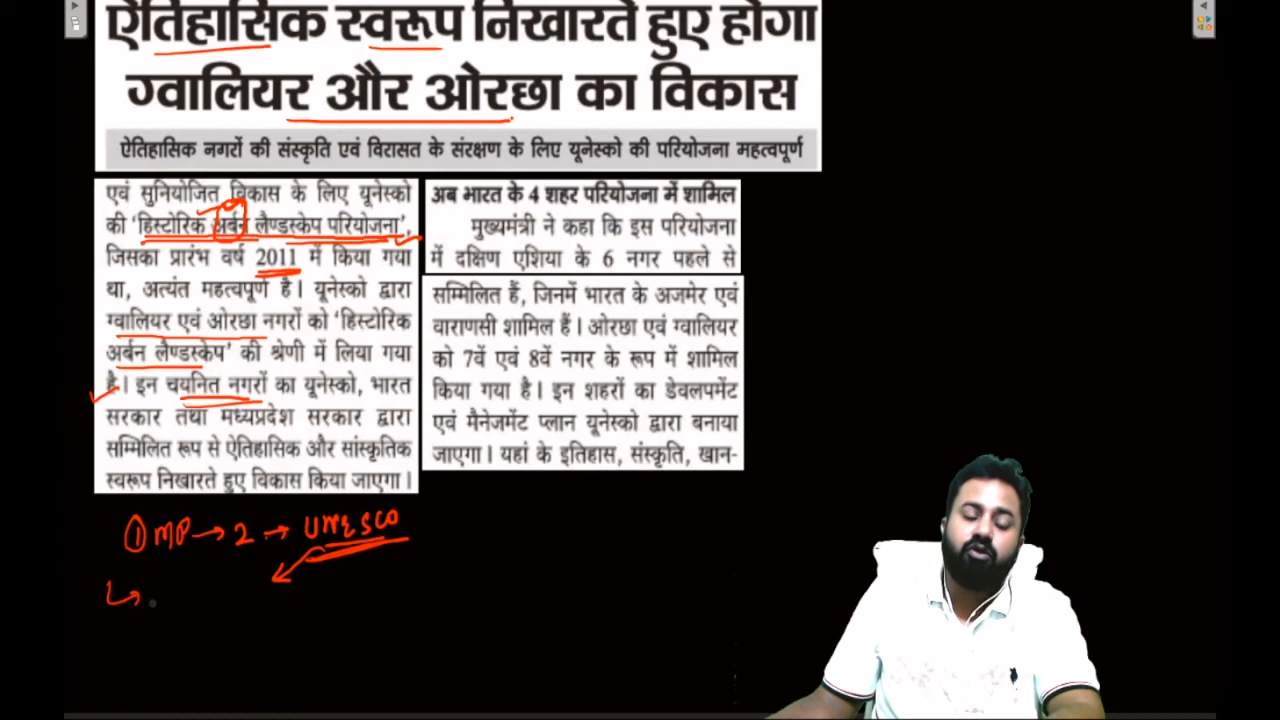 ऐतिहासिक स्वरूप निखारते हुए होगा
ग्वालियर और ओरछा का विकास
ऐतिहासिक नगरों की संस्कृति एवं विरासत के संरक्षण के लिए यूनेस्को की परियोजना महत्वपूर्ण
एवं सुनियोजित विकास के लिए यूनेस्को
की 'हिस्टोरिक अर्बन लैण्डस्केप परियोजना',
जिसका प्रारंभ वर्ष 2011 में किया गया
था, अत्यंत महत्वपूर्ण है। यूनेस्को द्वारा
ग्वालियर एवं ओरछा नगरों को 'हिस्टोरिक
अर्बन लैण्डस्केप' की श्रेणी में लिया गया
है। इन चयनित नगरों का यूनेस्को, भारत
सरकार तथा मध्यप्रदेश सरकार द्वारा
सम्मिलित रूप से ऐतिहासिक और सांस्कृतिक
स्वरूप निखारते हुए विकास किया जाएगा।
अब भारत के 4 शहर परियोजना में शामिल
मुख्यमंत्री ने कहा कि इस परियोजना
में दक्षिण एशिया के 6 नगर पहले से
सम्मिलित हैं, जिनमें भारत के अजमेर एवं
वाराणसी शामिल हैं। ओरछा एवं ग्वालियर
को 7वें एवं 8वें नगर के रूप में शामिल
किया गया है। इन शहरों का डेवलपमेंट
एवं मैनेजमेंट प्लान यूनेस्को द्वारा बनाया
जाएगा। यहां के इतिहास, संस्कृति, खान-
① MP → 2 → UNESCO